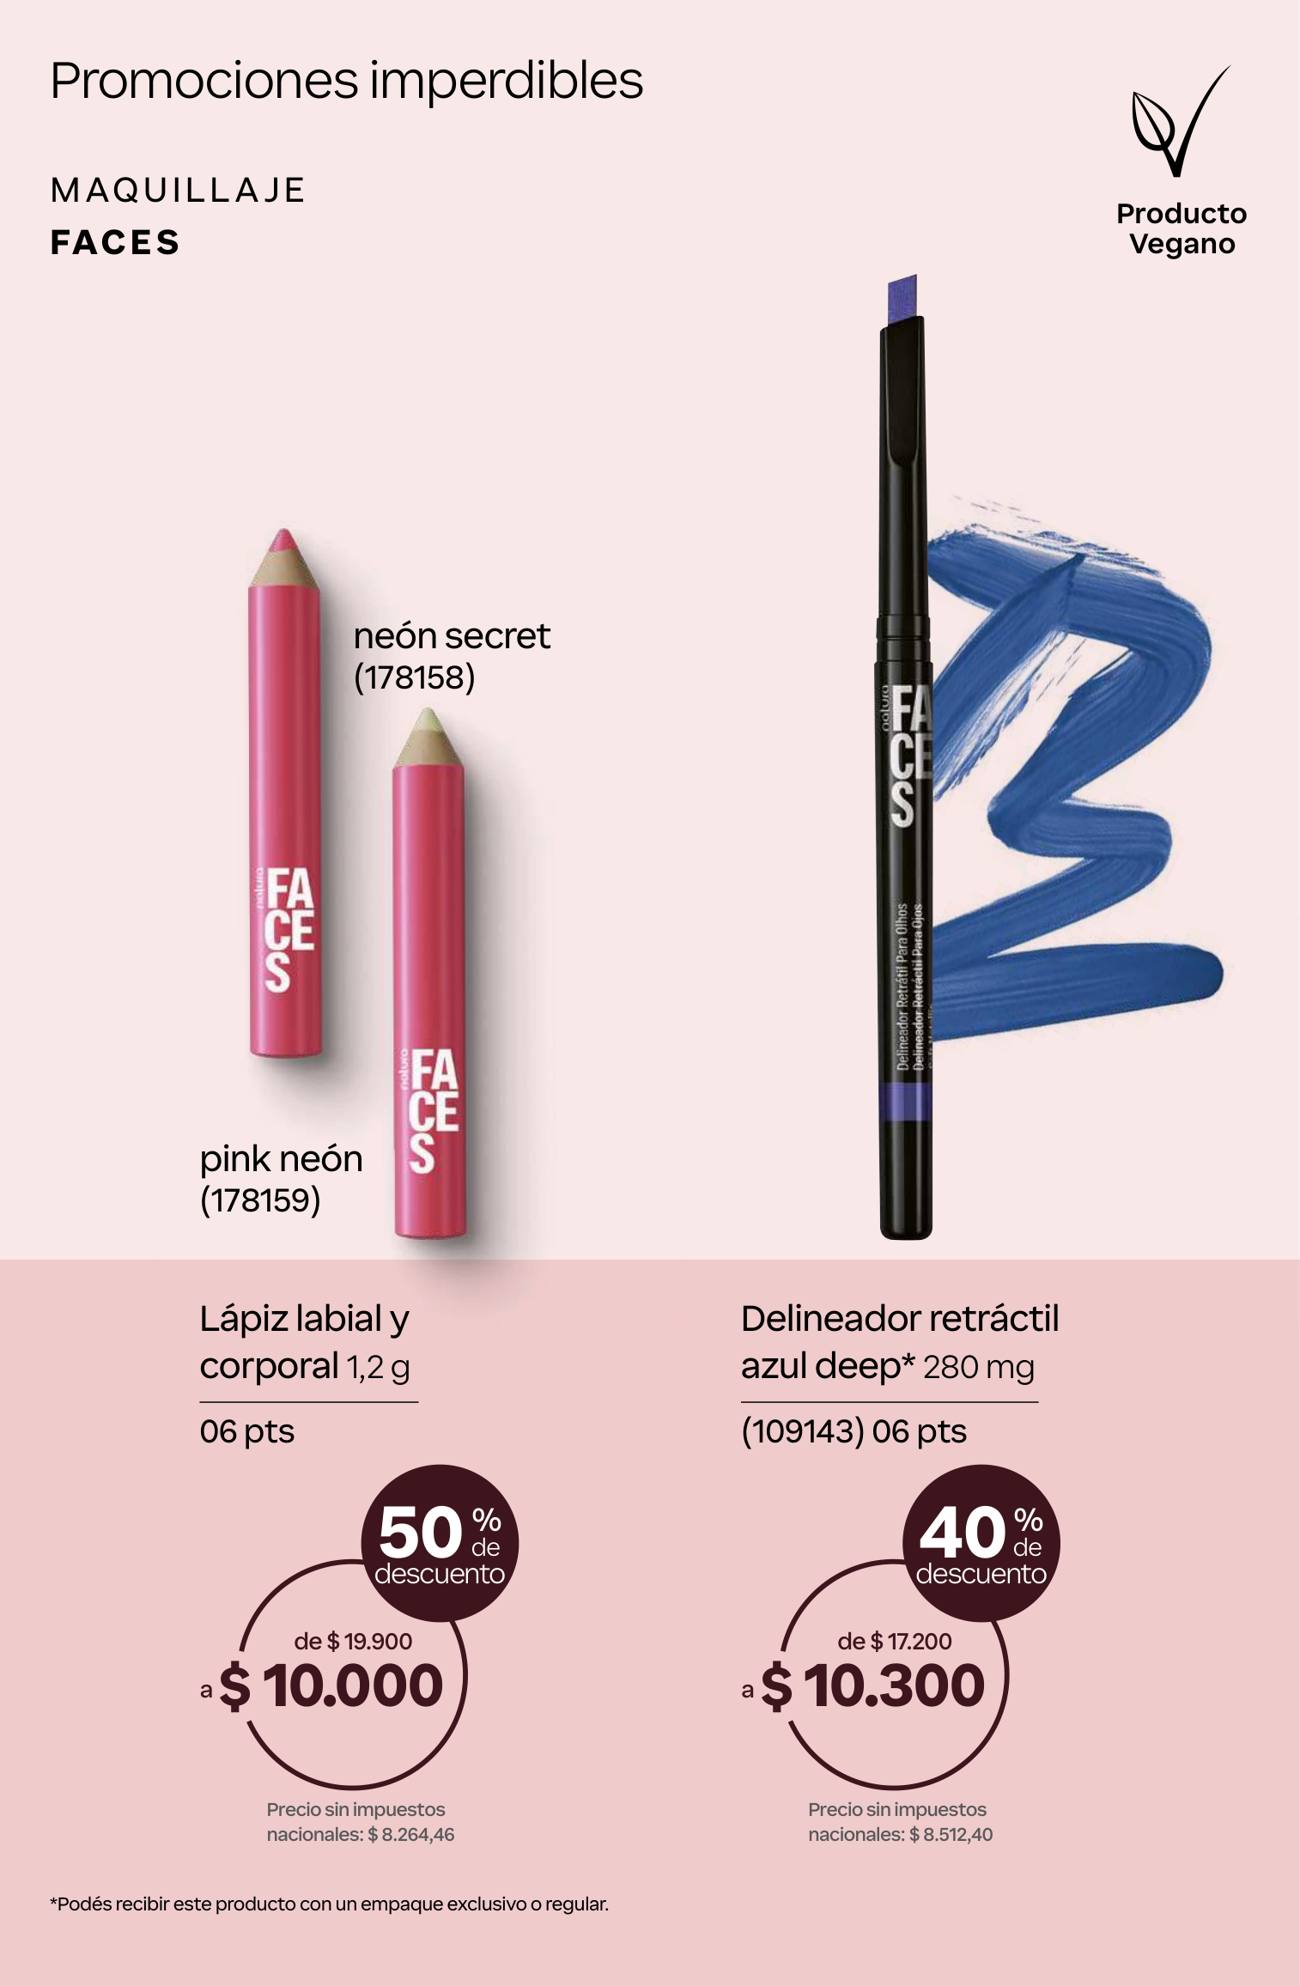 Promociones imperdibles
MAQUILLAJE
FACES
Producto
Vegano
neón secret
(178158)
natura
FA
CE
S
natura
FA
CE
S
pink neón
(178159)
natura
FA
CE
S
Delineador Retrátil Para Olhos
Delineador Retráctil Para Ojos
Lápiz labial y
corporal 1,2 g
06 pts
50 %
de
descuento
de $ 19.900
a $ 10.000
Precio sin impuestos
nacionales: $ 8.264,46
Delineador retráctil
azul deep* 280 mg
(109143) 06 pts
40 %
de
descuento
de $ 17.200
a $ 10.300
Precio sin impuestos
nacionales: $ 8.512,40
*Podés recibir este producto con un empaque exclusivo o regular.